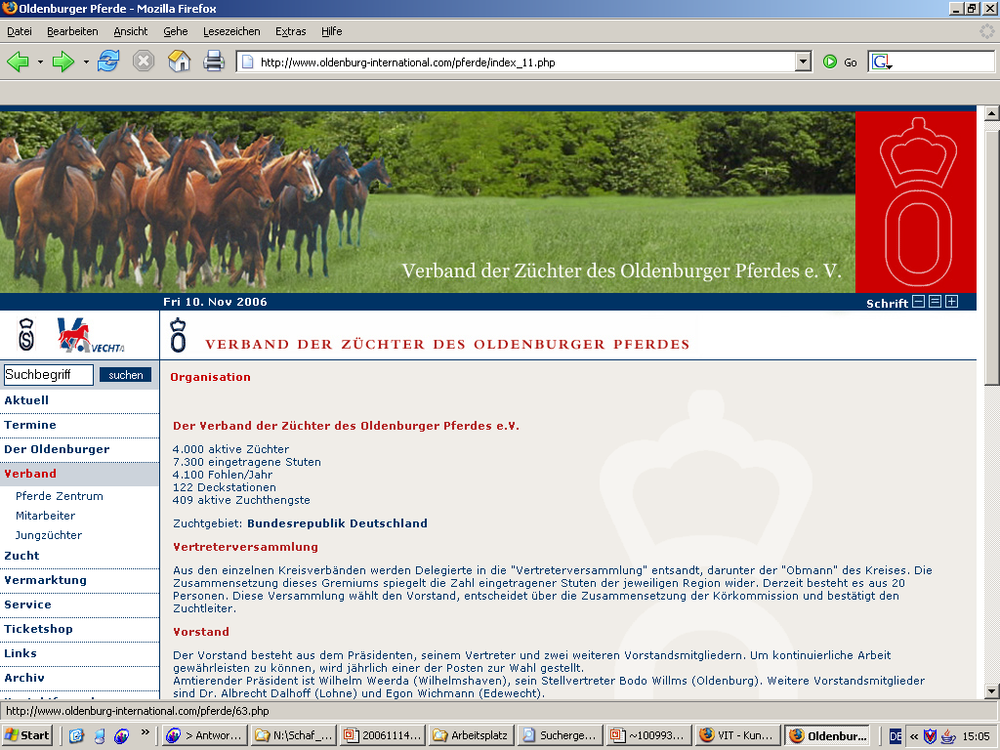 Oldenburger Pferde - Mozilla Firefox
Datei Bearbeiten Ansicht Gehe Lesezeichen Extras Hilfe
http://www.oldenburg-international.com/pferde/index_11.php
Go
G
Verband der Züchter des Oldenburger Pferdes e. V.
Fri 10. Nov 2006
Schrift
VECHTA
VERBAND DER ZÜCHTER DES OLDENBURGER PFERDES
Suchbegriff
suchen
Aktuell
Termine
Der Oldenburger
Verband
Pferde Zentrum
Mitarbeiter
Jungzüchter
Zucht
Vermarktung
Service
Ticketshop
Links
Archiv
Organisation
Der Verband der Züchter des Oldenburger Pferdes e.V.
4.000 aktive Züchter
7.300 eingetragene Stuten
4.100 Fohlen/Jahr
122 Deckstationen
409 aktive Zuchthengste
Zuchtgebiet: Bundesrepublik Deutschland
Vertreterversammlung
Aus den einzelnen Kreisverbänden werden Delegierte in die "Vertreterversammlung" entsandt, darunter der "Obmann" des Kreises. Die
Zusammensetzung dieses Gremiums spiegelt die Zahl eingetragener Stuten der jeweiligen Region wider. Derzeit besteht es aus 20
Personen. Diese Versammlung wählt den Vorstand, entscheidet über die Zusammensetzung der Körkommission und bestätigt den
Zuchtleiter.
Vorstand
Der Vorstand besteht aus dem Präsidenten, seinem Vertreter und zwei weiteren Vorstandsmitgliedern. Um kontinuierliche Arbeit
gewährleisten zu können, wird jährlich einer der Posten zur Wahl gestellt.
Amtierender Präsident ist Wilhelm Weerda (Wilhelmshaven), sein Stellvertreter Bodo Willms (Oldenburg). Weitere Vorstandsmitglieder
sind Dr. Albrecht Dalhoff (Lohne) und Egon Wichmann (Edewecht).
http://www.oldenburg-international.com/pferde/63.php
Start
»
> Antwor...
N:\Schaf_...
20061114...
Arbeitsplatz
Sucherge...
~100993...
VIT - Kun...
Oldenbur...
DE
«
15:05